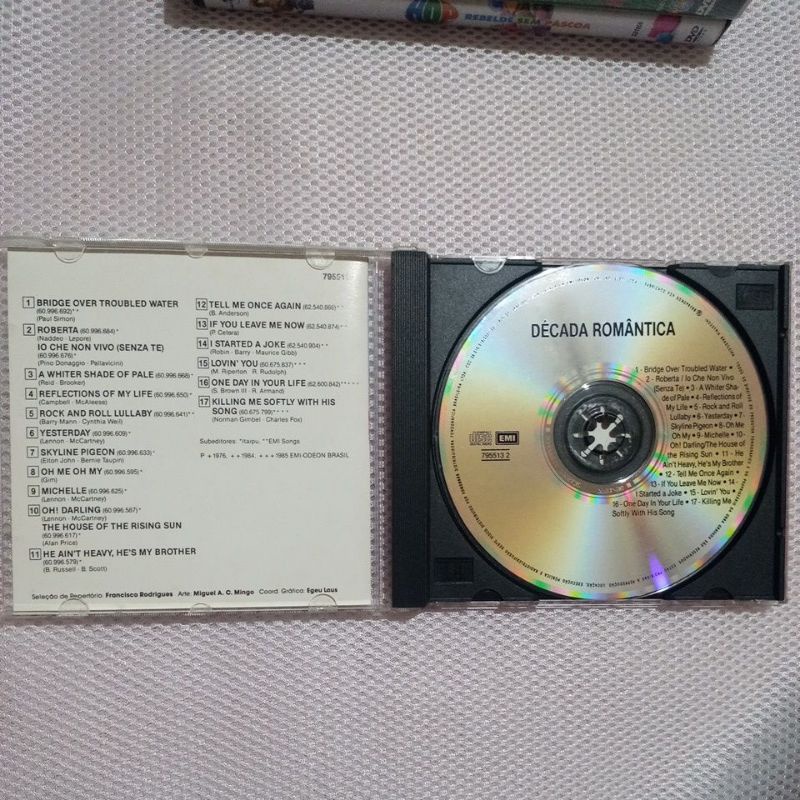 REBELDE SEM PÁSCOA
DVD
79551
1 BRIDGE OVER TROUBLED WATER
(60.996.692)*
(Paul Simon)
2 ROBERTA (60.996.684)*
(Naddeo - Lepore)
IO CHE NON VIVO (SENZA TE)
(60.996.676)*
(Pino Donaggio - Pallavicini)
3 A WHITER SHADE OF PALE (60.996.668)*
(Reid - Brooker)
4 REFLECTIONS OF MY LIFE (60.996.650)*
(Campbell - McAleese)
5 ROCK AND ROLL LULLABY (60.996.641)*
(Barry Mann - Cynthia Weil)
6 YESTERDAY (60.996.609)*
(Lennon - McCartney)
7 SKYLINE PIGEON (60.996.633)*
(Elton John - Bernie Taupin)
8 OH ME OH MY (60.996.595)*
(Gim)
9 MICHELLE (60.996.625)*
(Lennon - McCartney)
10 OH! DARLING (60.996.567)*
(Lennon - McCartney)
THE HOUSE OF THE RISING SUN
(60.996.617)*
(Alan Price)
11 HE AIN'T HEAVY, HE'S MY BROTHER
(60.996.579)*
(B. Russell - B. Scott)
12 TELL ME ONCE AGAIN (62.540.866)**
(B. Anderson)
13 IF YOU LEAVE ME NOW (62.540.874)**
(P. Cetera)
14 I STARTED A JOKE (62.540.904)**
(Robin - Barry - Maurice Gibb)
15 LOVIN' YOU (60.675.837)***
(M. Riperton - R. Rudolph)
16 ONE DAY IN YOUR LIFE (62.600.842)****
(S. Brown III - R. Armand)
17 KILLING ME SOFTLY WITH HIS
SONG (60.675.799)***
(Norman Gimbel - Charles Fox)
Subeditores: *Itaipu, **EMI Songs
P +1976, ++1984, +++1985 EMI ODEON BRASIL
Seleção de Repertório: Francisco Rodrigues Arte: Miguel A. C. Mingo Coord. Gráfica: Egeu Laus
DÉCADA ROMÂNTICA
1 - Bridge Over Troubled Water •
2 - Roberta / Io Che Non Vivo
(Senza Te) • 3 - A Whiter Sha-
de of Pale • 4 - Reflections of
My Life • 5 - Rock and Roll
Lullaby • 6 - Yesterday • 7 -
Skyline Pigeon • 8 - Oh Me
Oh My • 9 - Michelle • 10 -
Oh! Darling/The House of
the Rising Sun • 11 - He
Ain't Heavy, He's My Brother
• 12 - Tell Me Once Again •
13 - If You Leave Me Now • 14 -
I Started a Joke • 15 - Lovin' You •
16 - One Day In Your Life • 17 - Killing Me
Softly With His Song
COMPACT disc
EMI
795513 2